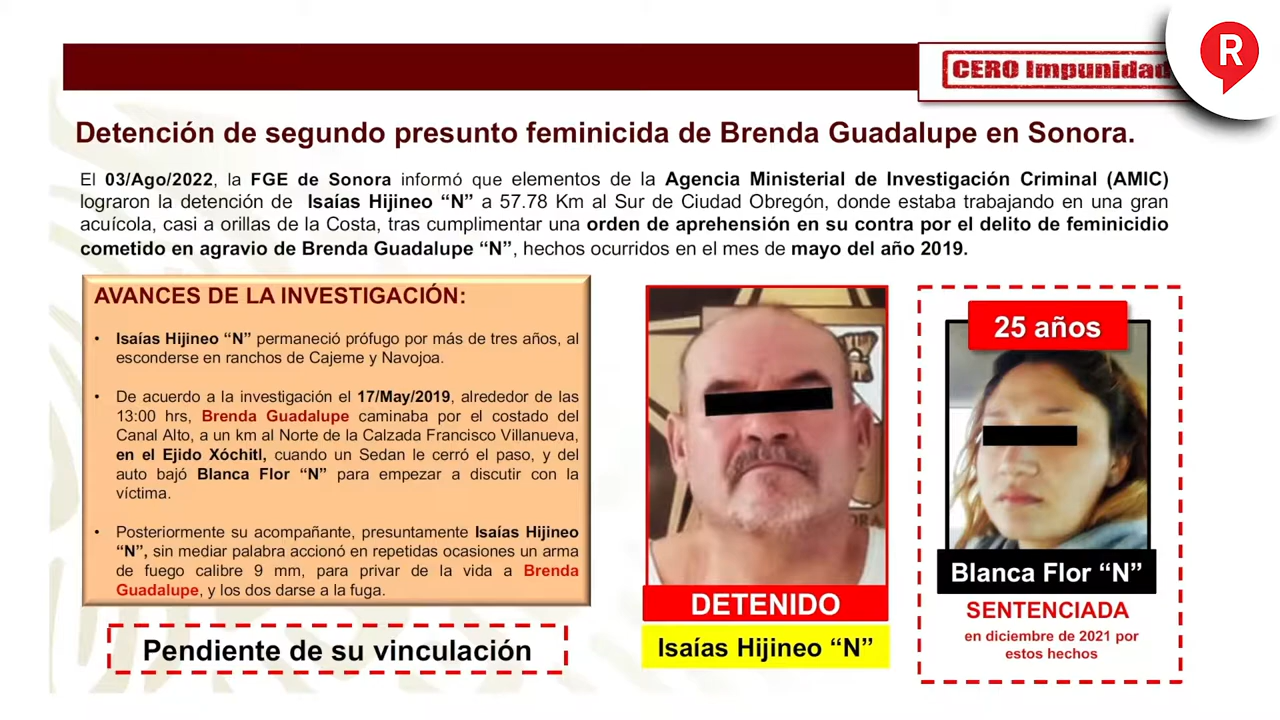 CERO Impunidad
R
Detención de segundo presunto feminicida de Brenda Guadalupe en Sonora.
El 03/Ago/2022, la FGE de Sonora informó que elementos de la Agencia Ministerial de Investigación Criminal (AMIC)
lograron la detención de Isaías Hijineo “N” a 57.78 Km al Sur de Ciudad Obregón, donde estaba trabajando en una gran
acuícola, casi a orillas de la Costa, tras cumplimentar una orden de aprehensión en su contra por el delito de feminicidio
cometido en agravio de Brenda Guadalupe “N”, hechos ocurridos en el mes de mayo del año 2019.
AVANCES DE LA INVESTIGACIÓN:
• Isaías Hijineo “N” permaneció prófugo por más de tres años, al
esconderse en ranchos de Cajeme y Navojoa.
• De acuerdo a la investigación el 17/May/2019, alrededor de las
13:00 hrs, Brenda Guadalupe caminaba por el costado del
Canal Alto, a un km al Norte de la Calzada Francisco Villanueva,
en el Ejido Xóchitl, cuando un Sedan le cerró el paso, y del
auto bajó Blanca Flor “N” para empezar a discutir con la
víctima.
• Posteriormente su acompañante, presuntamente Isaías Hijineo
“N”, sin mediar palabra accionó en repetidas ocasiones un arma
de fuego calibre 9 mm, para privar de la vida a Brenda
Guadalupe, y los dos darse a la fuga.
Pendiente de su vinculación
DETENIDO
Isaías Hijineo “N”
25 años
Blanca Flor “N”
SENTENCIADA
en diciembre de 2021 por
estos hechos